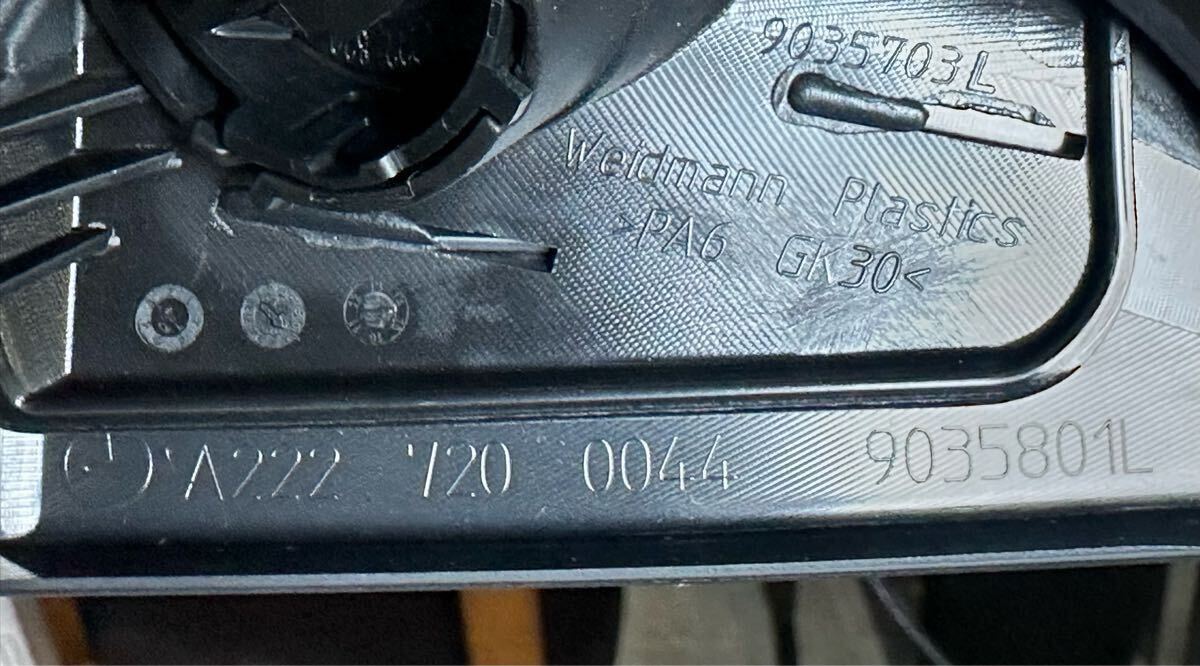 9035703L
Weidmann Plastics
>PA6 GK30<
A222 720 0044
9035801L